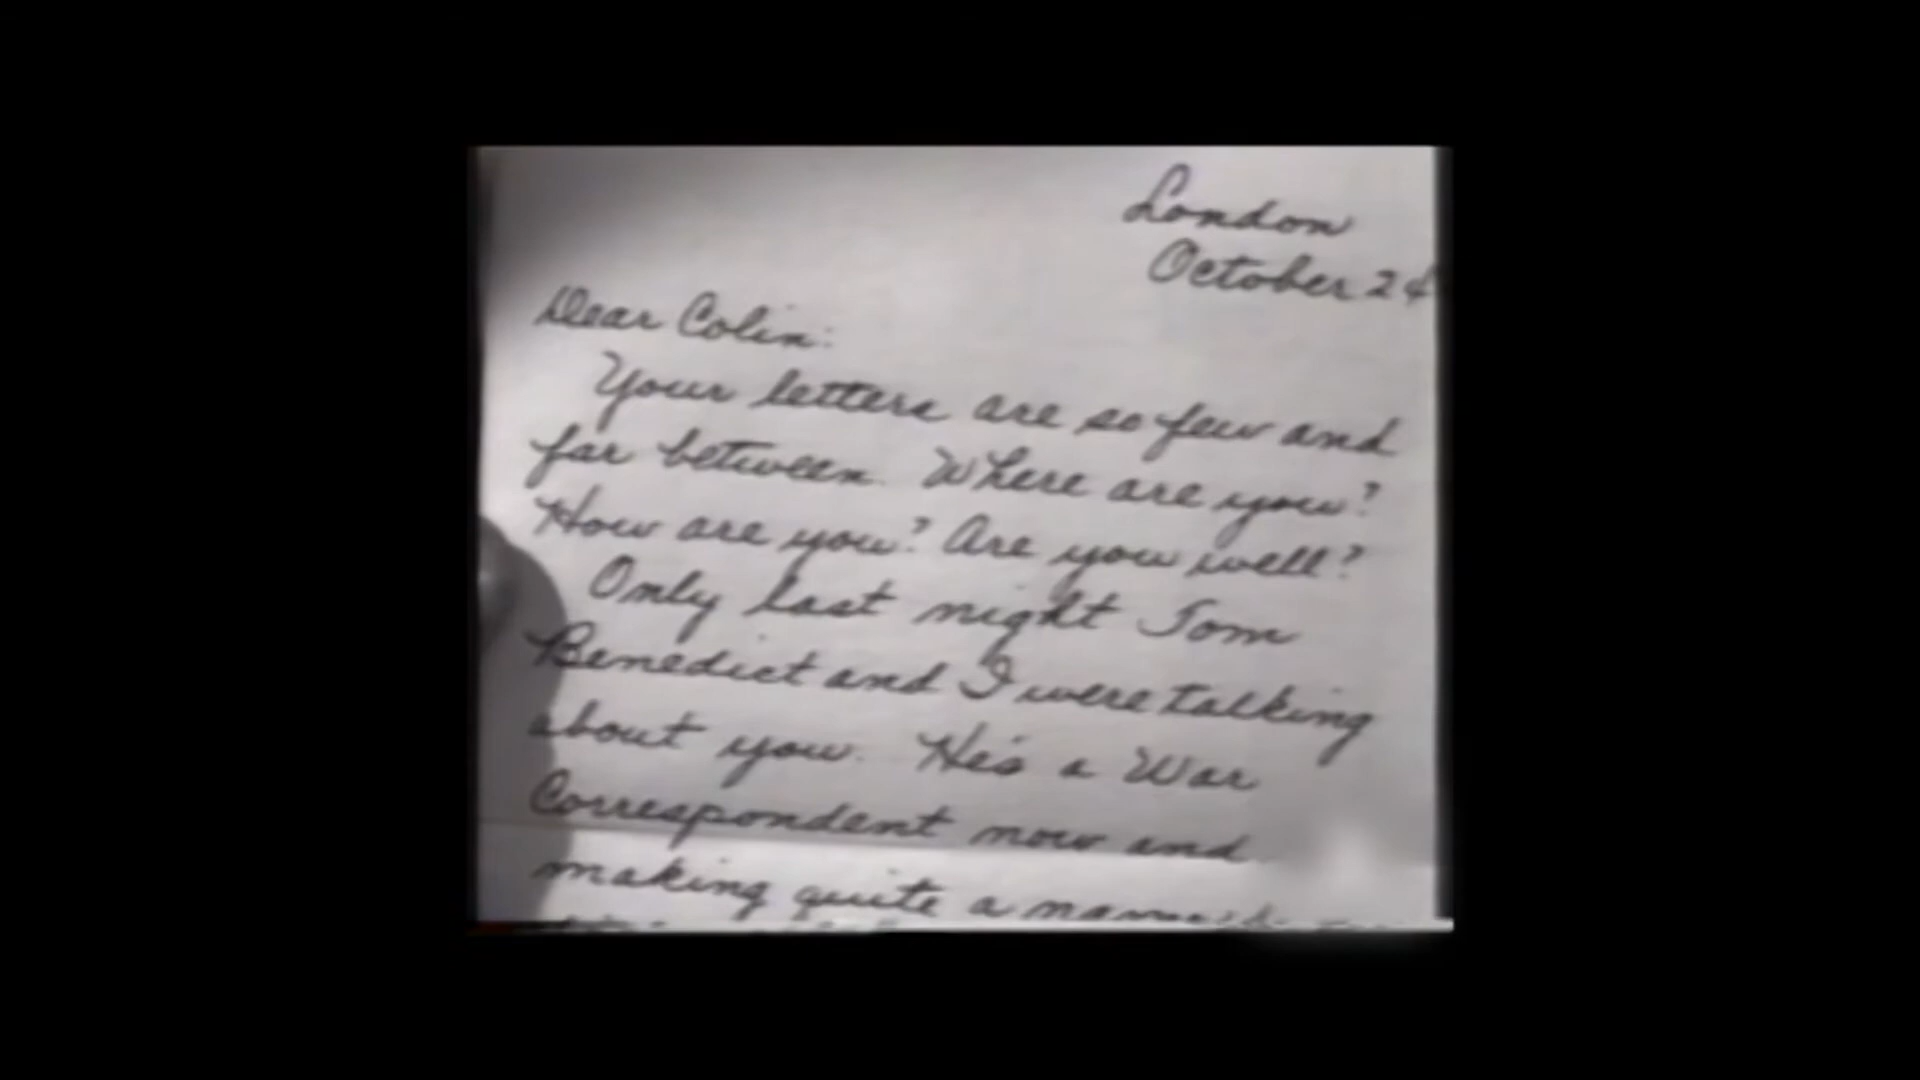 London
October 24
Dear Colin:
Your letters are so few and
far between. Where are you?
How are you? Are you well?
Only last night Tom
Benedict and I were talking
about you. He's a War
Correspondent now and
making quite a name